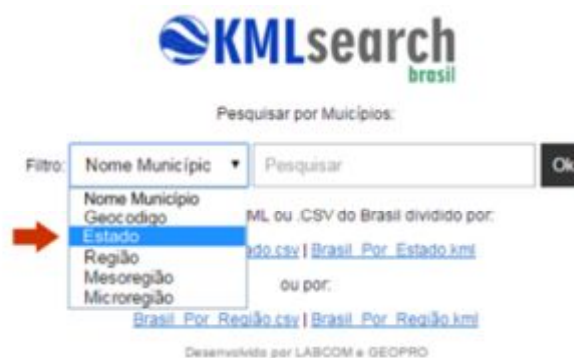 KMLsearch
brasil
Pesquisar por Muicípios:
Filtro: Nome Municípic Pesquisar Ok
Nome Município
Geocodigo
ML ou .CSV do Brasil dividido por:
Estado
do.csv | Brasil_Por_Estado.kml
Região
Mesoregião
ou por:
Microregião
Brasil_Por_Região.csv | Brasil_Por_Região.kml
Desenvolvido por LABCOM e GEOPRO